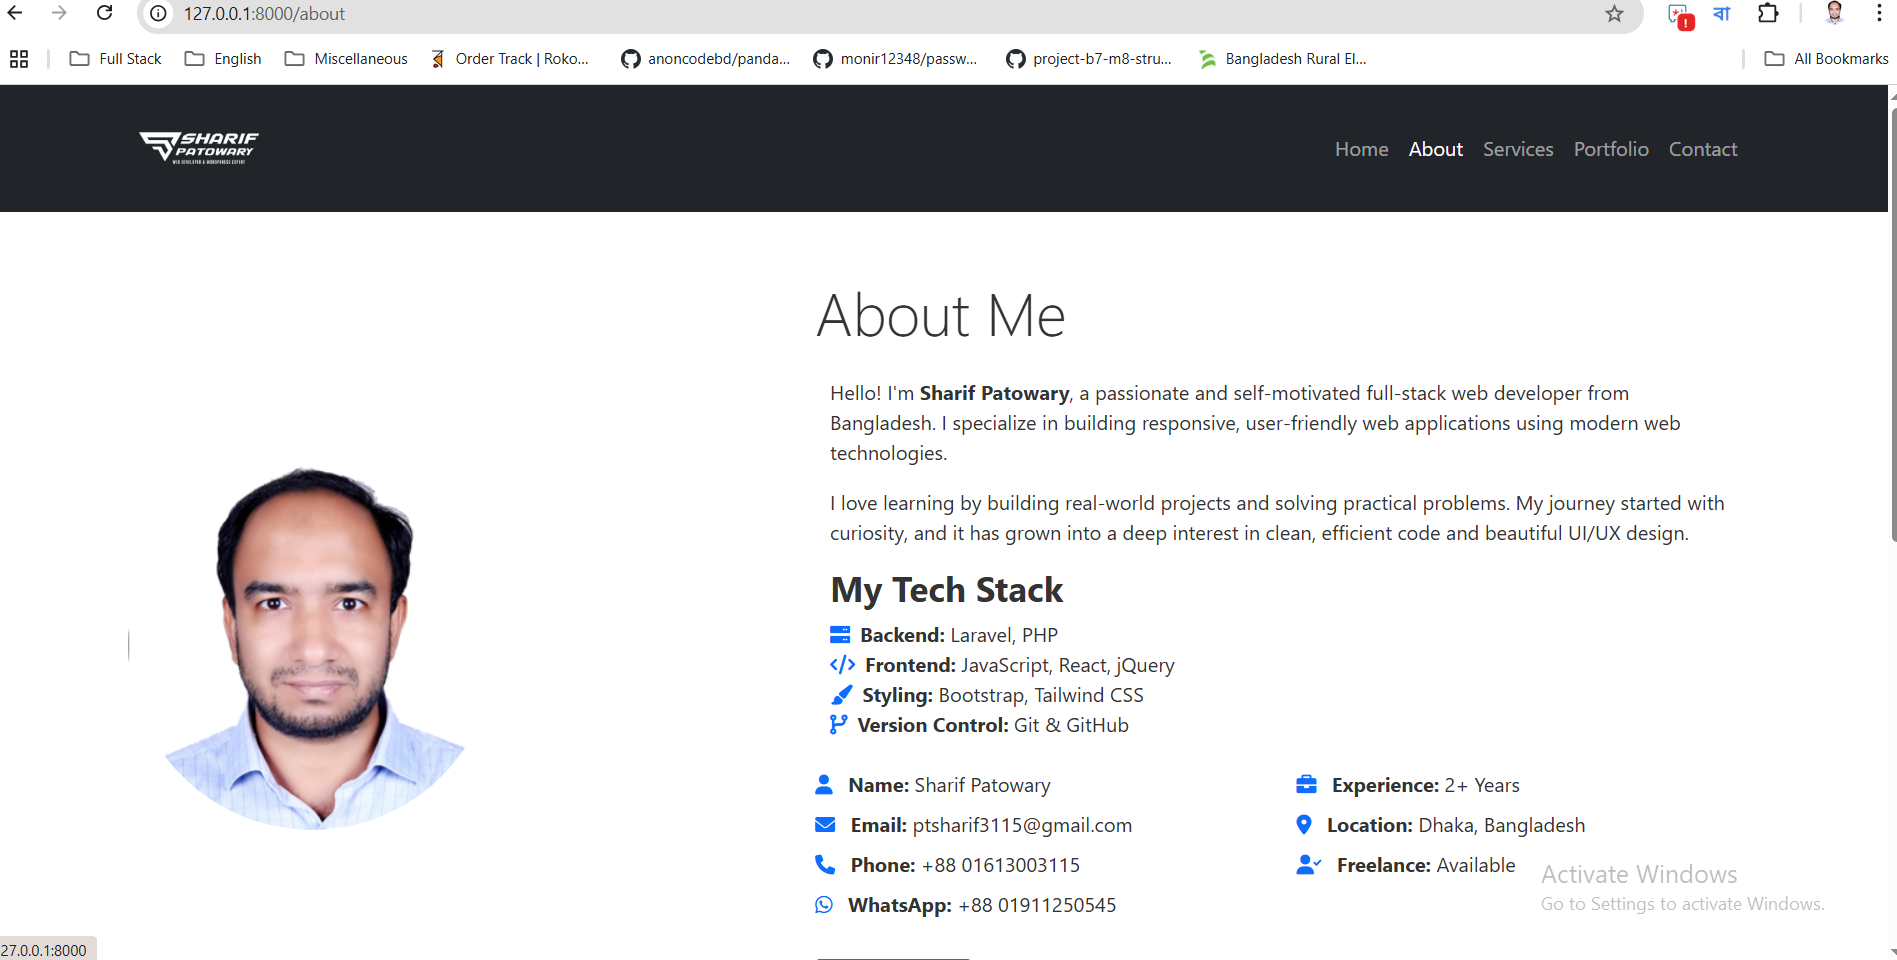 127.0.0.1:8000/about
বা
Full Stack
English
Miscellaneous
Order Track | Roko...
anoncodebd/panda...
monir12348/passw...
project-b7-m8-stru...
Bangladesh Rural El...
All Bookmarks
SHARIF
PATOWARY
WEB DEVELOPER & WORDPRESS EXPERT
Home
About
Services
Portfolio
Contact
About Me
Hello! I'm Sharif Patowary, a passionate and self-motivated full-stack web developer from
Bangladesh. I specialize in building responsive, user-friendly web applications using modern web
technologies.
I love learning by building real-world projects and solving practical problems. My journey started with
curiosity, and it has grown into a deep interest in clean, efficient code and beautiful UI/UX design.
My Tech Stack
Backend: Laravel, PHP
Frontend: JavaScript, React, jQuery
Styling: Bootstrap, Tailwind CSS
Version Control: Git & GitHub
Name: Sharif Patowary
Email: ptsharif3115@gmail.com
Phone: +88 01613003115
WhatsApp: +88 01911250545
Experience: 2+ Years
Location: Dhaka, Bangladesh
Freelance: Available
Activate Windows
Go to Settings to activate Windows.
27.0.0.1:8000